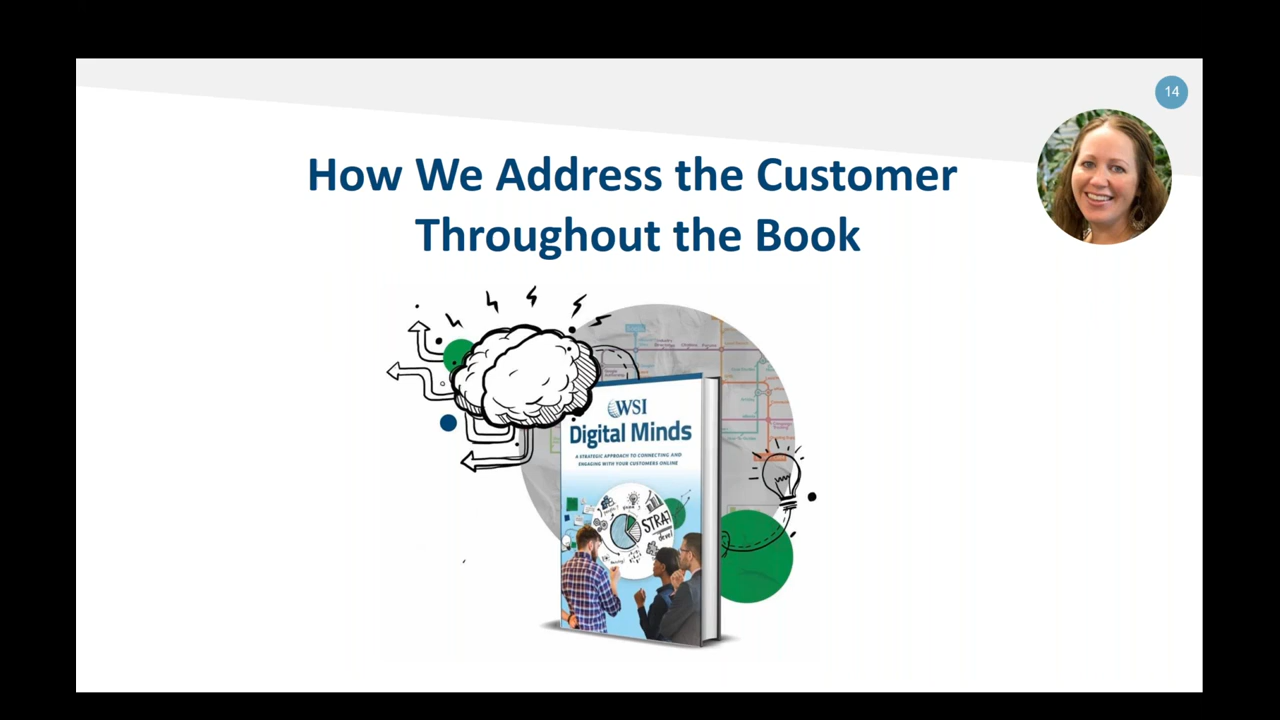 14
How We Address the Customer
Throughout the Book
WSI
Digital Minds
A STRATEGIC APPROACH TO CONNECTING AND
ENGAGING WITH YOUR CUSTOMERS ONLINE
STRAT